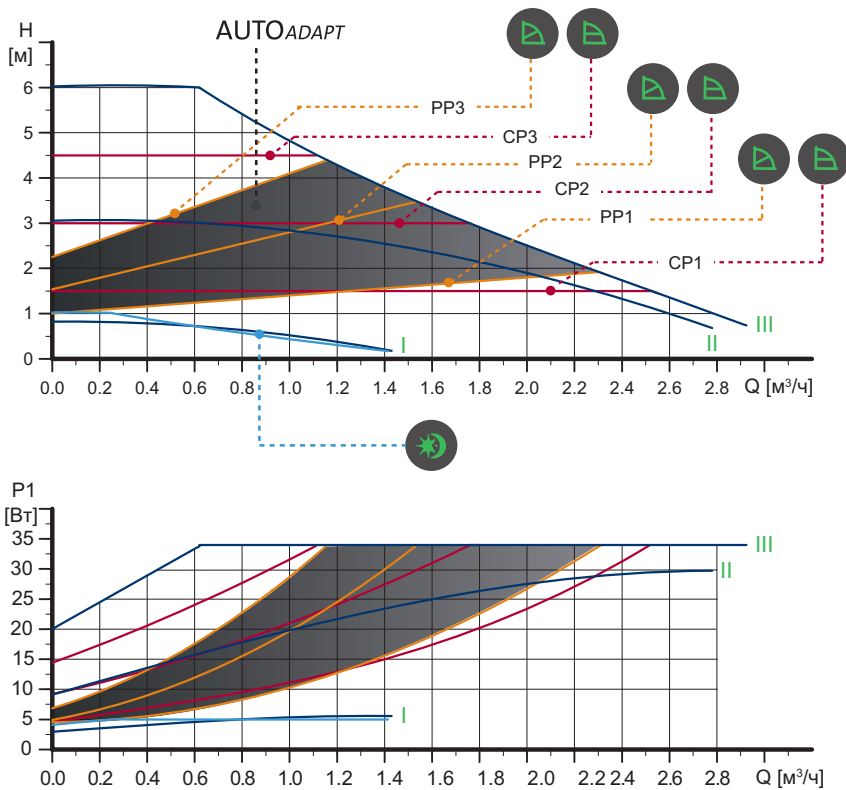 H
[м]
AUTOADAPT
PP3
CP3
PP2
CP2
PP1
CP1
6
5
4
3
2
1
0
I
II
III
0.0 0.2 0.4 0.6 0.8 1.0 1.2 1.4 1.6 1.8 2.0 2.2 2.4 2.6 2.8 Q [м³/ч]
P1
[Вт]
35
30
25
20
15
10
5
0
III
II
I
0.0 0.2 0.4 0.6 0.8 1.0 1.2 1.4 1.6 1.8 2.0 2.2 2.4 2.6 2.8 Q [м³/ч]